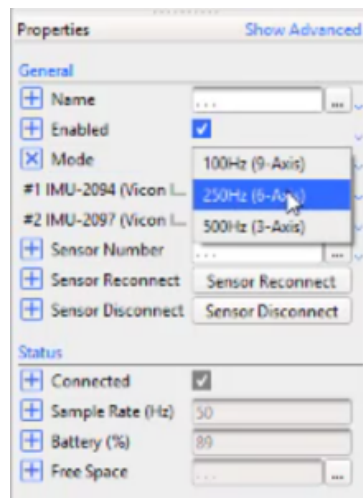 Properties Show Advanced
General
Name ... ...
Enabled
Mode 100Hz (9-Axis)
#1 IMU-2094 (Vicon 250Hz (6-Axis)
#2 IMU-2097 (Vicon 500Hz (3-Axis)
Sensor Number ... ...
Sensor Reconnect Sensor Reconnect
Sensor Disconnect Sensor Disconnect
Status
Connected
Sample Rate (Hz) 50
Battery (%) 89
Free Space ... ...